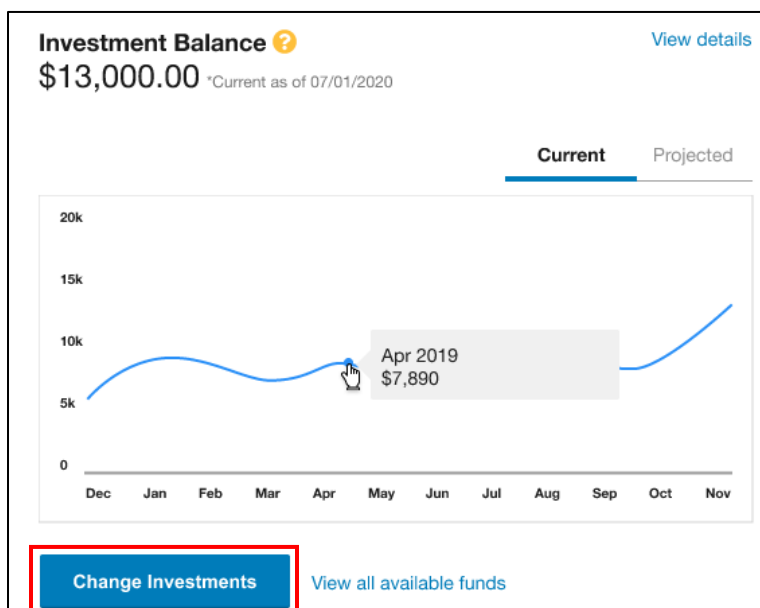 Investment Balance ?
View details
$13,000.00 *Current as of 07/01/2020
Current Projected
20k
15k
10k
5k
0
Apr 2019
$7,890
Dec Jan Feb Mar Apr May Jun Jul Aug Sep Oct Nov
Change Investments View all available funds